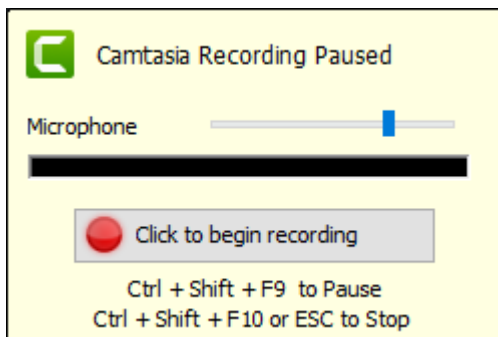 Camtasia Recording Paused
Microphone
Click to begin recording
Ctrl + Shift + F9 to Pause
Ctrl + Shift + F10 or ESC to Stop